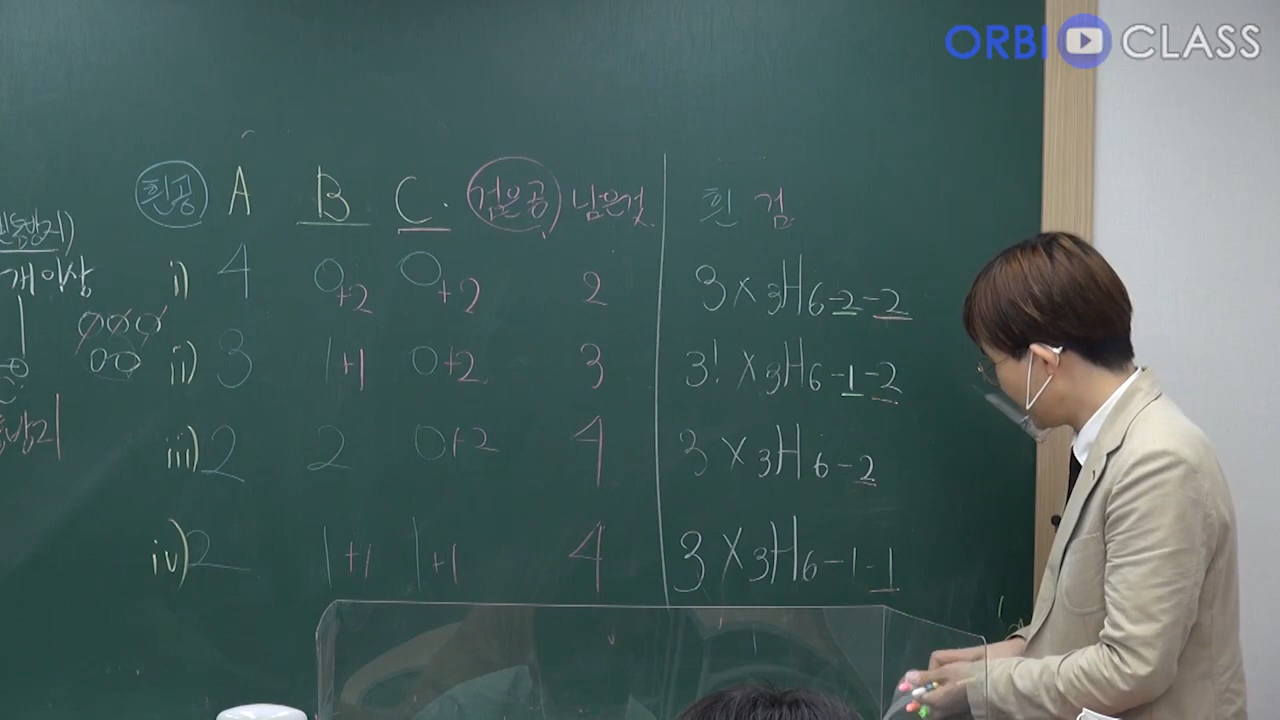 ORBI CLASS
흰공 A B C. 검은공 남은것 흰 검
개 이상
i) 4 0+2 0+2 2 3×₃H₆₋₂₋₂
ii) 3 1+1 0+2 3 3!×₃H₆₋₁₋₂
iii) 2 2 0+2 4 3×₃H₆₋₂
iv) 2 1+1 1+1 4 3×₃H₆₋₁₋₁